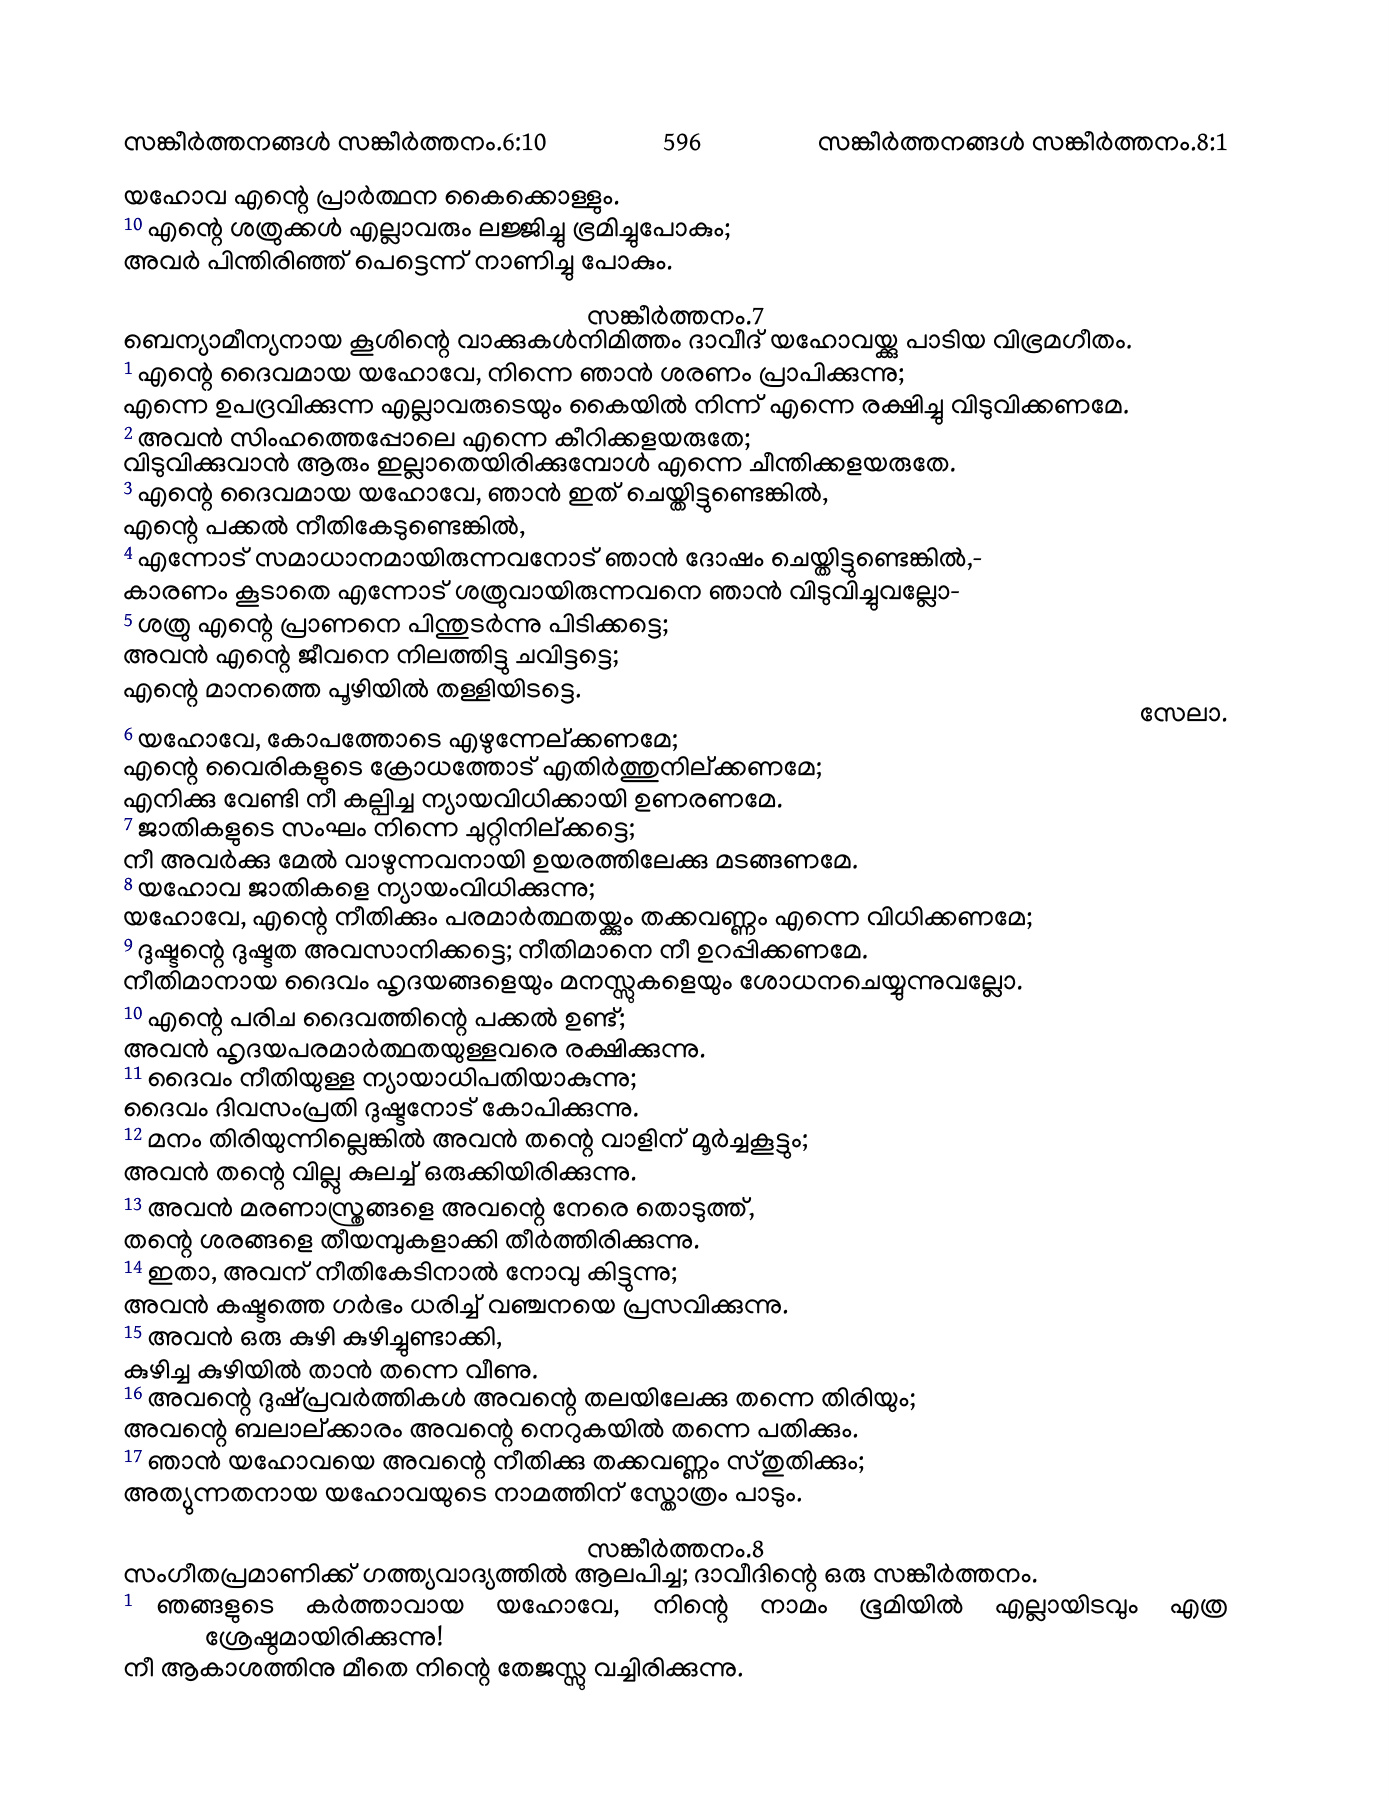 സങ്കീർത്തനങ്ങൾ സങ്കീർത്തനം.6:10 596 സങ്കീർത്തനങ്ങൾ സങ്കീർത്തനം.8:1
യഹോവ എന്റെ പ്രാർത്ഥന കൈക്കൊള്ളും.
10 എന്റെ ശത്രുക്കൾ എല്ലാവരും ലജ്ജിച്ചു ഭ്രമിച്ചുപോകും;
അവർ പിന്തിരിഞ്ഞ് പെട്ടെന്ന് നാണിച്ചു പോകും.
സങ്കീർത്തനം.7
ബെന്യാമീന്യനായ കൂശിന്റെ വാക്കുകൾനിമിത്തം ദാവീദ് യഹോവയ്ക്കു പാടിയ വിഭ്രമഗീതം.
1 എന്റെ ദൈവമായ യഹോവേ, നിന്നെ ഞാൻ ശരണം പ്രാപിക്കുന്നു;
എന്നെ ഉപദ്രവിക്കുന്ന എല്ലാവരുടെയും കൈയിൽ നിന്ന് എന്നെ രക്ഷിച്ചു വിടുവിക്കണമേ.
2 അവൻ സിംഹത്തെപ്പോലെ എന്നെ കീറിക്കളയരുതേ;
വിടുവിക്കുവാൻ ആരും ഇല്ലാതെയിരിക്കുമ്പോൾ എന്നെ ചീന്തിക്കളയരുതേ.
3 എന്റെ ദൈവമായ യഹോവേ, ഞാൻ ഇത് ചെയ്തിട്ടുണ്ടെങ്കിൽ,
എന്റെ പക്കൽ നീതികേടുണ്ടെങ്കിൽ,
4 എന്നോട് സമാധാനമായിരുന്നവനോട് ഞാൻ ദോഷം ചെയ്തിട്ടുണ്ടെങ്കിൽ,-
കാരണം കൂടാതെ എന്നോട് ശത്രുവായിരുന്നവനെ ഞാൻ വിടുവിച്ചുവല്ലോ-
5 ശത്രു എന്റെ പ്രാണനെ പിന്തുടർന്നു പിടിക്കട്ടെ;
അവൻ എന്റെ ജീവനെ നിലത്തിട്ടു ചവിട്ടട്ടെ;
എന്റെ മാനത്തെ പൂഴിയിൽ തള്ളിയിടട്ടെ.
സേലാ.
6 യഹോവേ, കോപത്തോടെ എഴുന്നേല്ക്കണമേ;
എന്റെ വൈരികളുടെ ക്രോധത്തോട് എതിർത്തുനില്ക്കണമേ;
എനിക്കു വേണ്ടി നീ കല്പിച്ച ന്യായവിധിക്കായി ഉണരണമേ.
7 ജാതികളുടെ സംഘം നിന്നെ ചുറ്റിനില്ക്കട്ടെ;
നീ അവർക്കു മേൽ വാഴുന്നവനായി ഉയരത്തിലേക്കു മടങ്ങണമേ.
8 യഹോവ ജാതികളെ ന്യായംവിധിക്കുന്നു;
യഹോവേ, എന്റെ നീതിക്കും പരമാർത്ഥതയ്ക്കും തക്കവണ്ണം എന്നെ വിധിക്കണമേ;
9 ദുഷ്ടന്റെ ദുഷ്ടത അവസാനിക്കട്ടെ; നീതിമാനെ നീ ഉറപ്പിക്കണമേ.
നീതിമാനായ ദൈവം ഹൃദയങ്ങളെയും മനസ്സുകളെയും ശോധനചെയ്യുന്നുവല്ലോ.
10 എന്റെ പരിച ദൈവത്തിന്റെ പക്കൽ ഉണ്ട്;
അവൻ ഹൃദയപരമാർത്ഥതയുള്ളവരെ രക്ഷിക്കുന്നു.
11 ദൈവം നീതിയുള്ള ന്യായാധിപതിയാകുന്നു;
ദൈവം ദിവസംപ്രതി ദുഷ്ടനോട് കോപിക്കുന്നു.
12 മനം തിരിയുന്നില്ലെങ്കിൽ അവൻ തന്റെ വാളിന് മൂർച്ചകൂട്ടും;
അവൻ തന്റെ വില്ലു കുലച്ച് ഒരുക്കിയിരിക്കുന്നു.
13 അവൻ മരണാസ്ത്രങ്ങളെ അവന്റെ നേരെ തൊടുത്ത്,
തന്റെ ശരങ്ങളെ തീയമ്പുകളാക്കി തീർത്തിരിക്കുന്നു.
14 ഇതാ, അവന് നീതികേടിനാൽ നോവു കിട്ടുന്നു;
അവൻ കഷ്ടത്തെ ഗർഭം ധരിച്ച് വഞ്ചനയെ പ്രസവിക്കുന്നു.
15 അവൻ ഒരു കുഴി കുഴിച്ചുണ്ടാക്കി,
കുഴിച്ച കുഴിയിൽ താൻ തന്നെ വീണു.
16 അവന്റെ ദുഷ്‌പ്രവർത്തികൾ അവന്റെ തലയിലേക്കു തന്നെ തിരിയും;
അവന്റെ ബലാല്ക്കാരം അവന്റെ നെറുകയിൽ തന്നെ പതിക്കും.
17 ഞാൻ യഹോവയെ അവന്റെ നീതിക്കു തക്കവണ്ണം സ്തുതിക്കും;
അത്യുന്നതനായ യഹോവയുടെ നാമത്തിന് സ്തോത്രം പാടും.
സങ്കീർത്തനം.8
സംഗീതപ്രമാണിക്ക് ഗത്ത്യവാദ്യത്തിൽ ആലപിച്ച; ദാവീദിന്റെ ഒരു സങ്കീർത്തനം.
1 ഞങ്ങളുടെ കർത്താവായ യഹോവേ, നിന്റെ നാമം ഭൂമിയിൽ എല്ലായിടവും എത്ര
ശ്രേഷ്ഠമായിരിക്കുന്നു!
നീ ആകാശത്തിനു മീതെ നിന്റെ തേജസ്സു വച്ചിരിക്കുന്നു.